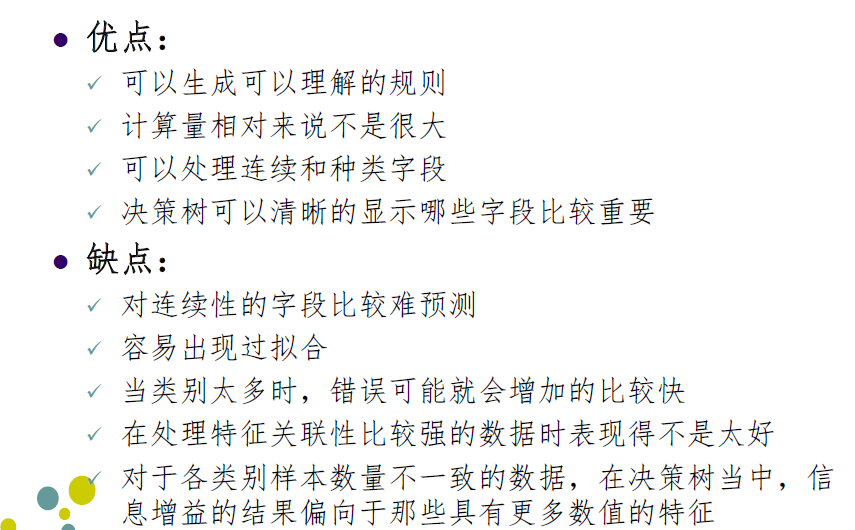 优点：
可以生成可以理解的规则
计算量相对来说不是很大
可以处理连续和种类字段
决策树可以清晰的显示哪些字段比较重要
缺点：
对连续性的字段比较难预测
容易出现过拟合
当类别太多时，错误可能就会增加的比较快
在处理特征关联性比较强的数据时表现得不是太好
对于各类别样本数量不一致的数据，在决策树当中，信
息增益的结果偏向于那些具有更多数值的特征